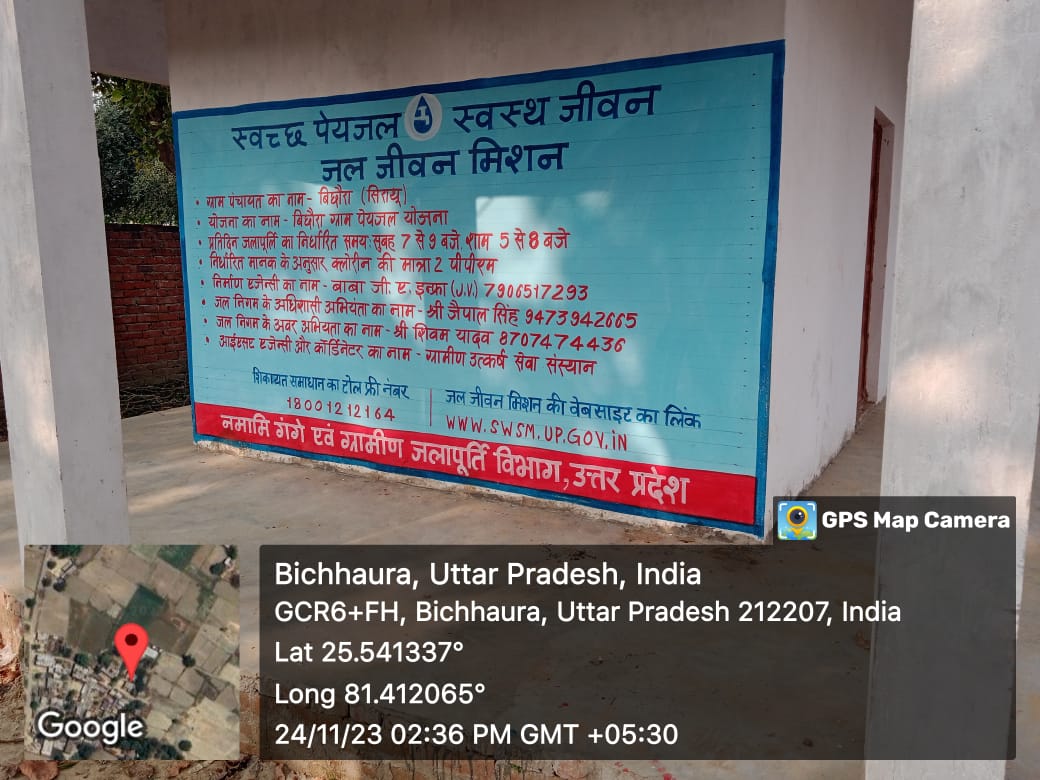 स्वच्छ पेयजल स्वस्थ जीवन
जल जीवन मिशन
• ग्राम पंचायत का नाम - बिछौरा (सिराथू)
• योजना का नाम - बिछौरा ग्राम पेयजल योजना
• प्रतिदिन जलापूर्ति का निर्धारित समय: सुबह 7 से 9 बजे, शाम 5 से 8 बजे
• निर्धारित मानक के अनुसार क्लोरीन की मात्रा 2 पीपीएम
• निर्माण एजेन्सी का नाम - बाबा जी. ए. इन्फ्रा (J.V.) 7906517293
• जल निगम के अधिशासी अभियंता का नाम - श्री जैपाल सिंह 9473942665
• जल निगम के अवर अभियंता का नाम - श्री शिवम यादव 8707474436
• आईएसए एजेन्सी और कॉर्डिनेटर का नाम - ग्रामीण उत्कर्ष सेवा संस्थान
शिकायत समाधान का टोल फ्री नंबर
18001212164
जल जीवन मिशन की वेबसाइट का लिंक
WWW.SWSM.UP.GOV.iN
नमामि गंगे एवं ग्रामीण जलापूर्ति विभाग, उत्तर प्रदेश
GPS Map Camera
Bichhaura, Uttar Pradesh, India
GCR6+FH, Bichhaura, Uttar Pradesh 212207, India
Lat 25.541337°
Long 81.412065°
24/11/23 02:36 PM GMT +05:30
Google